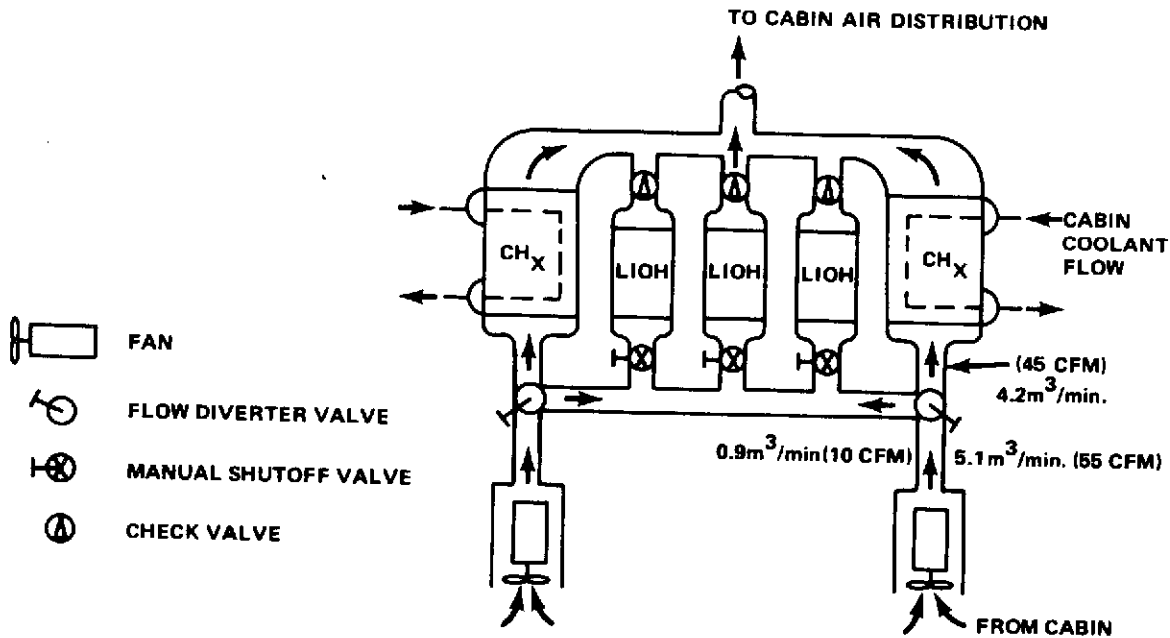 TO CABIN AIR DISTRIBUTION
CABIN
COOLANT
FLOW
CHX
LIOH
LIOH
LIOH
CHX
FAN
(45 CFM)
4.2m³/min.
FLOW DIVERTER VALVE
0.9m³/min(10 CFM)
5.1m³/min. (55 CFM)
MANUAL SHUTOFF VALVE
CHECK VALVE
FROM CABIN